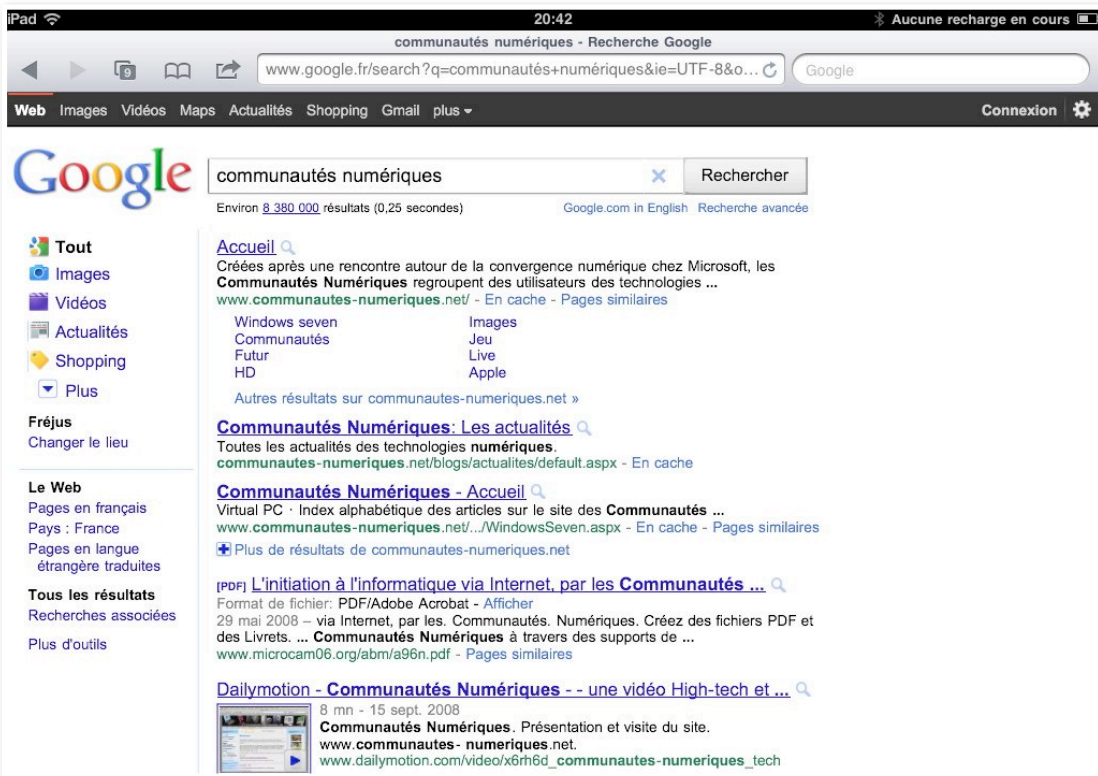 iPad 20:42 Aucune recharge en cours
communautés numériques - Recherche Google
9 www.google.fr/search?q=communautés+numériques&ie=UTF-8&o... Google
Web Images Vidéos Maps Actualités Shopping Gmail plus Connexion
Google communautés numériques Rechercher
Environ 8 380 000 résultats (0,25 secondes) Google.com in English Recherche avancée
Tout
Images
Vidéos
Actualités
Shopping
Plus
Fréjus
Changer le lieu
Le Web
Pages en français
Pays : France
Pages en langue
étrangère traduites
Tous les résultats
Recherches associées
Plus d'outils
Accueil
Créées après une rencontre autour de la convergence numérique chez Microsoft, les
Communautés Numériques regroupent des utilisateurs des technologies ...
www.communautes-numeriques.net/ - En cache - Pages similaires
Windows seven Images
Communautés Jeu
Futur Live
HD Apple
Autres résultats sur communautes-numeriques.net »
Communautés Numériques: Les actualités
Toutes les actualités des technologies numériques.
communautes-numeriques.net/blogs/actualites/default.aspx - En cache
Communautés Numériques - Accueil
Virtual PC · Index alphabétique des articles sur le site des Communautés ...
www.communautes-numeriques.net/.../WindowsSeven.aspx - En cache - Pages similaires
Plus de résultats de communautes-numeriques.net
[PDF] L'initiation à l'informatique via Internet, par les Communautés ...
Format de fichier: PDF/Adobe Acrobat - Afficher
29 mai 2008 – via Internet, par les. Communautés. Numériques. Créez des fichiers PDF et
des Livrets. ... Communautés Numériques à travers des supports de ...
www.microcam06.org/abm/a96n.pdf - Pages similaires
Dailymotion - Communautés Numériques - - une vidéo High-tech et ...
8 mn - 15 sept. 2008
Communautés Numériques. Présentation et visite du site.
www.communautes- numeriques.net.
www.dailymotion.com/video/x6rh6d_communautes-numeriques_tech